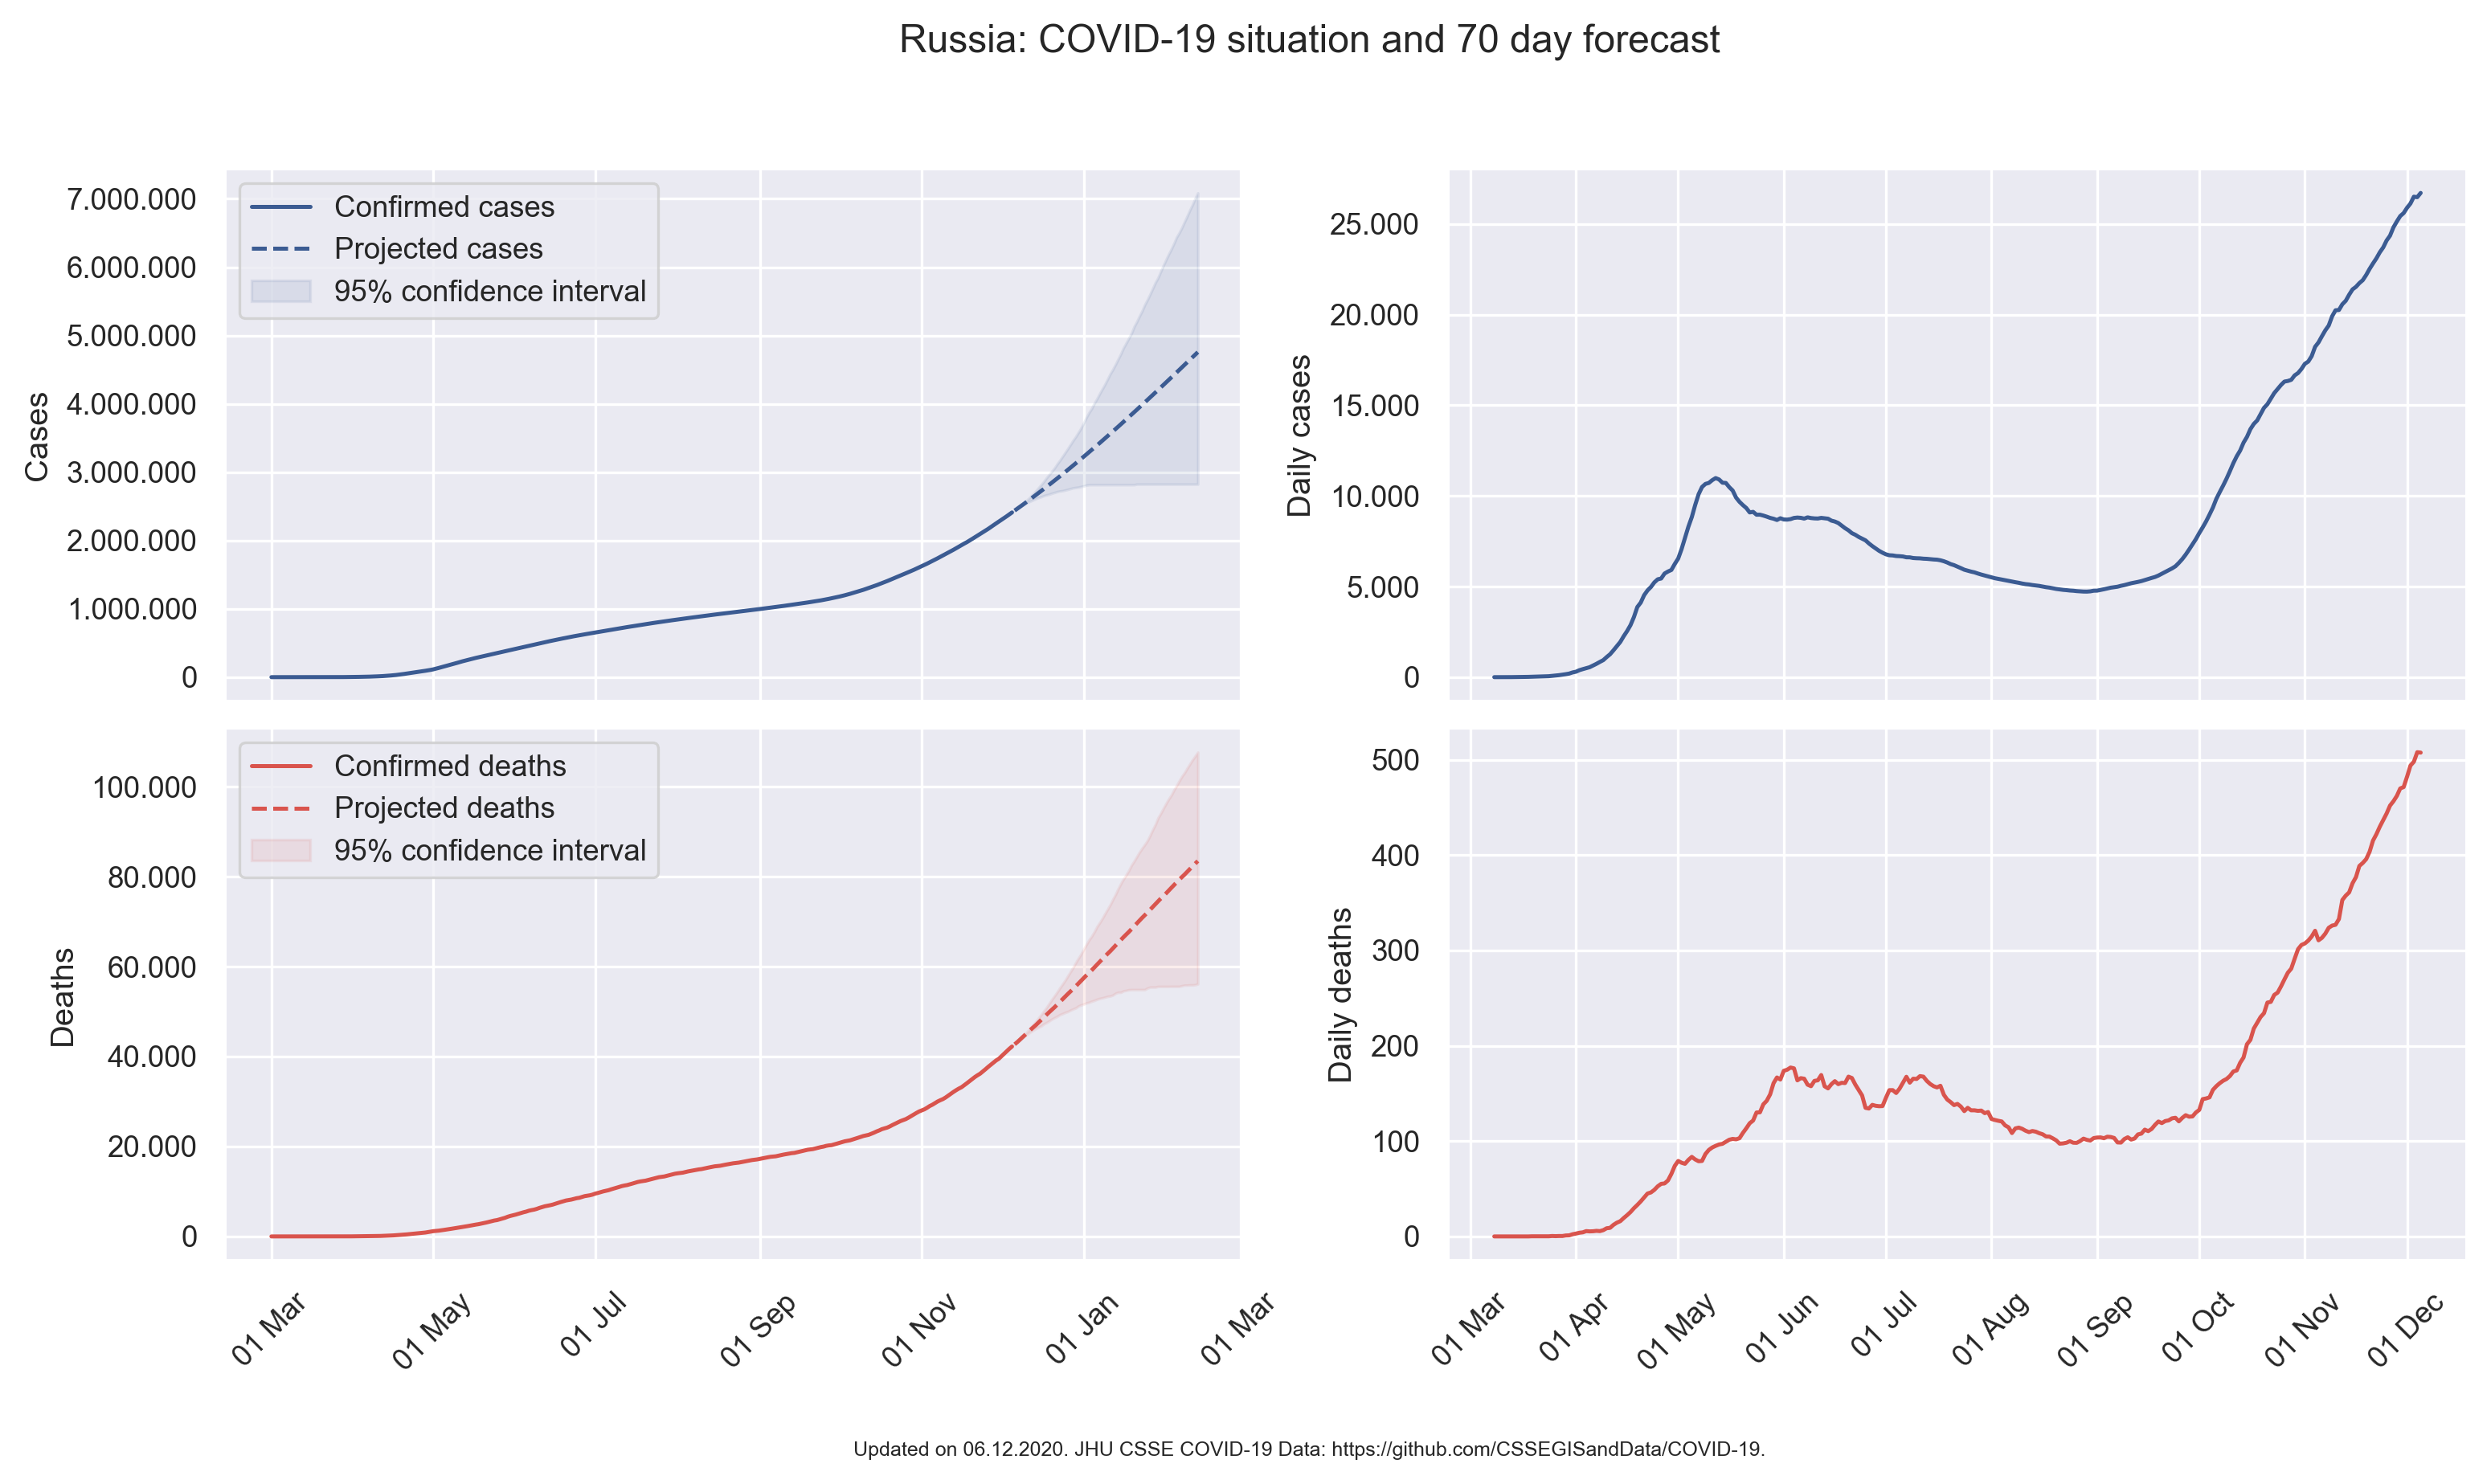 Russia: COVID-19 situation and 70 day forecast
Cases
7.000.000
6.000.000
5.000.000
4.000.000
3.000.000
2.000.000
1.000.000
0
Confirmed cases
Projected cases
95% confidence interval
Daily cases
25.000
20.000
15.000
10.000
5.000
0
Deaths
100.000
80.000
60.000
40.000
20.000
0
Confirmed deaths
Projected deaths
95% confidence interval
01 Mar
01 May
01 Jul
01 Sep
01 Nov
01 Jan
01 Mar
Daily deaths
500
400
300
200
100
0
01 Mar
01 Apr
01 May
01 Jun
01 Jul
01 Aug
01 Sep
01 Oct
01 Nov
01 Dec
Updated on 06.12.2020. JHU CSSE COVID-19 Data: https://github.com/CSSEGISandData/COVID-19.